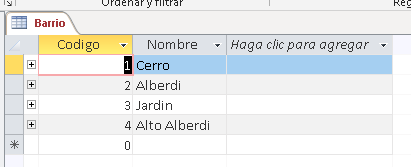 Ordenar y filtrar
Barrio
Codigo Nombre Haga clic para agregar
1 Cerro
2 Alberdi
3 Jardin
4 Alto Alberdi
0